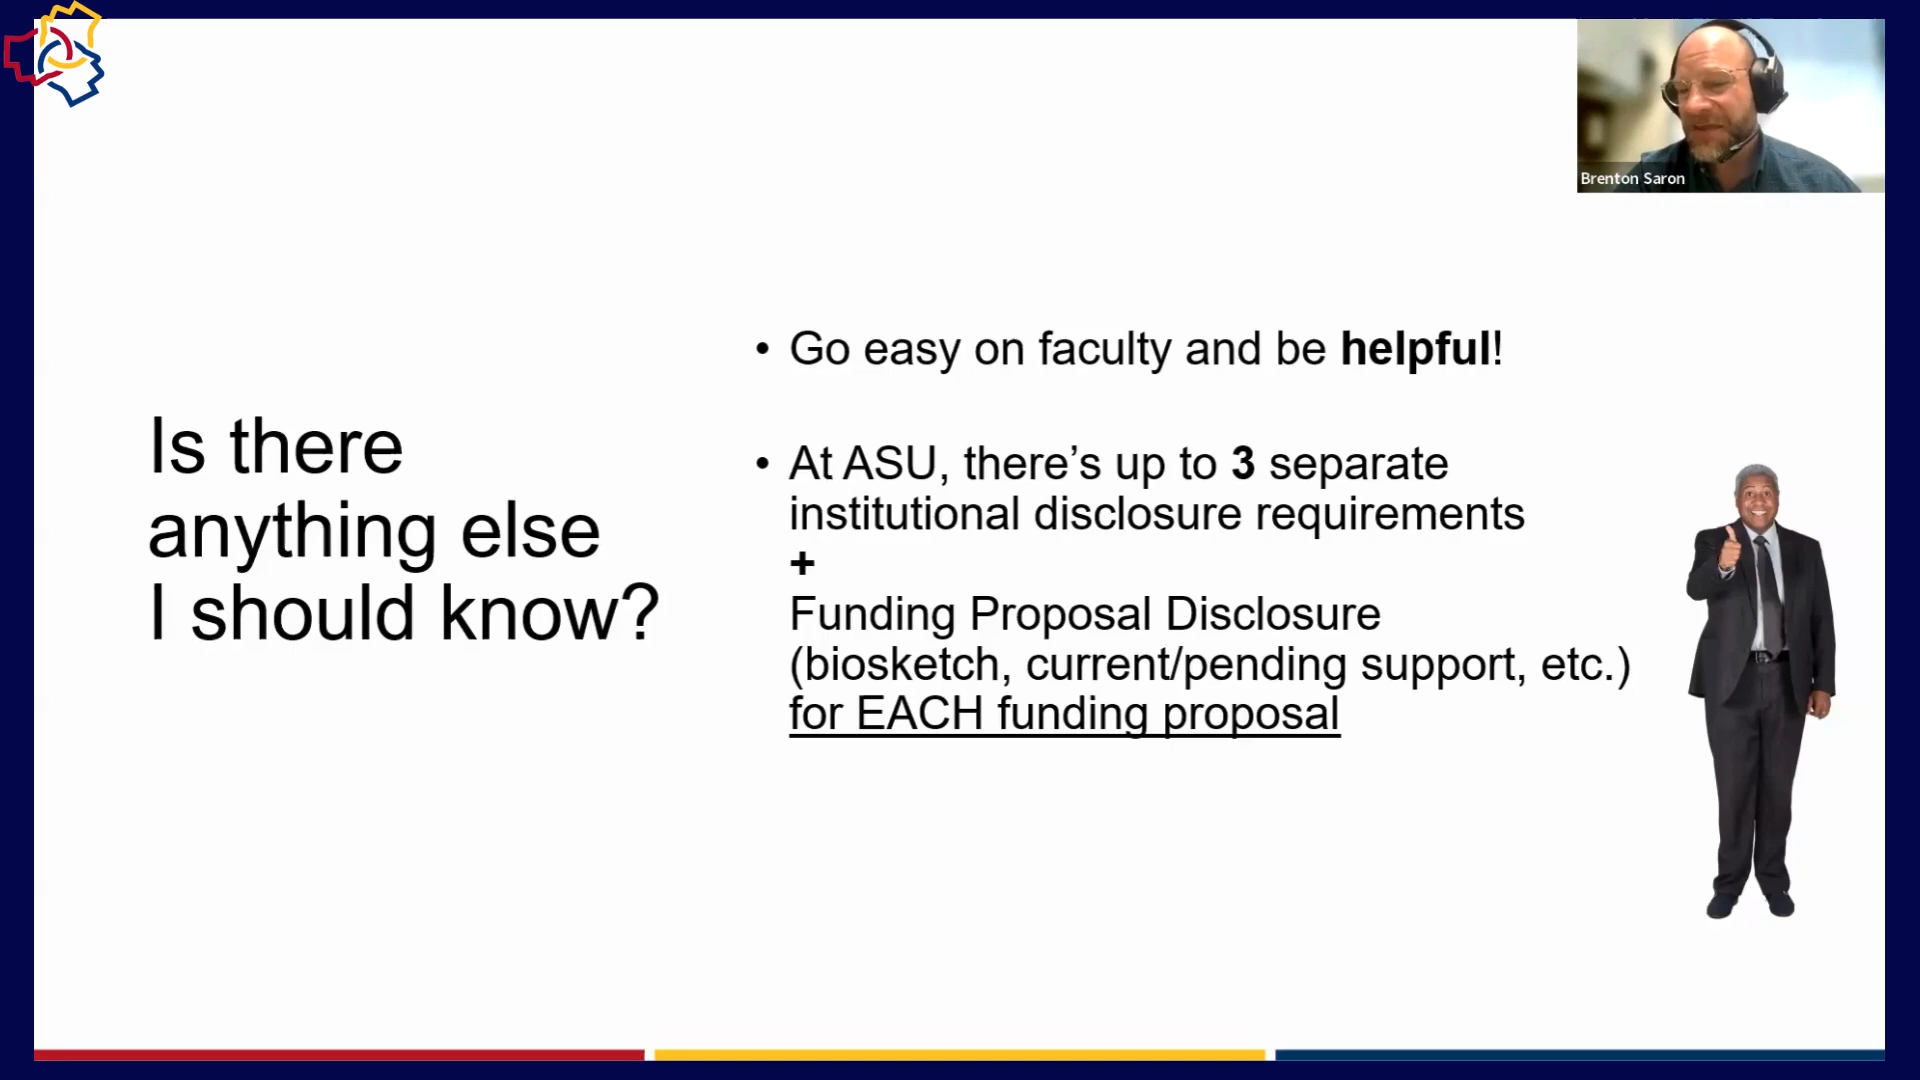 Brenton Saron
Is there
anything else
I should know?
• Go easy on faculty and be helpful!
• At ASU, there’s up to 3 separate
institutional disclosure requirements
+
Funding Proposal Disclosure
(biosketch, current/pending support, etc.)
for EACH funding proposal